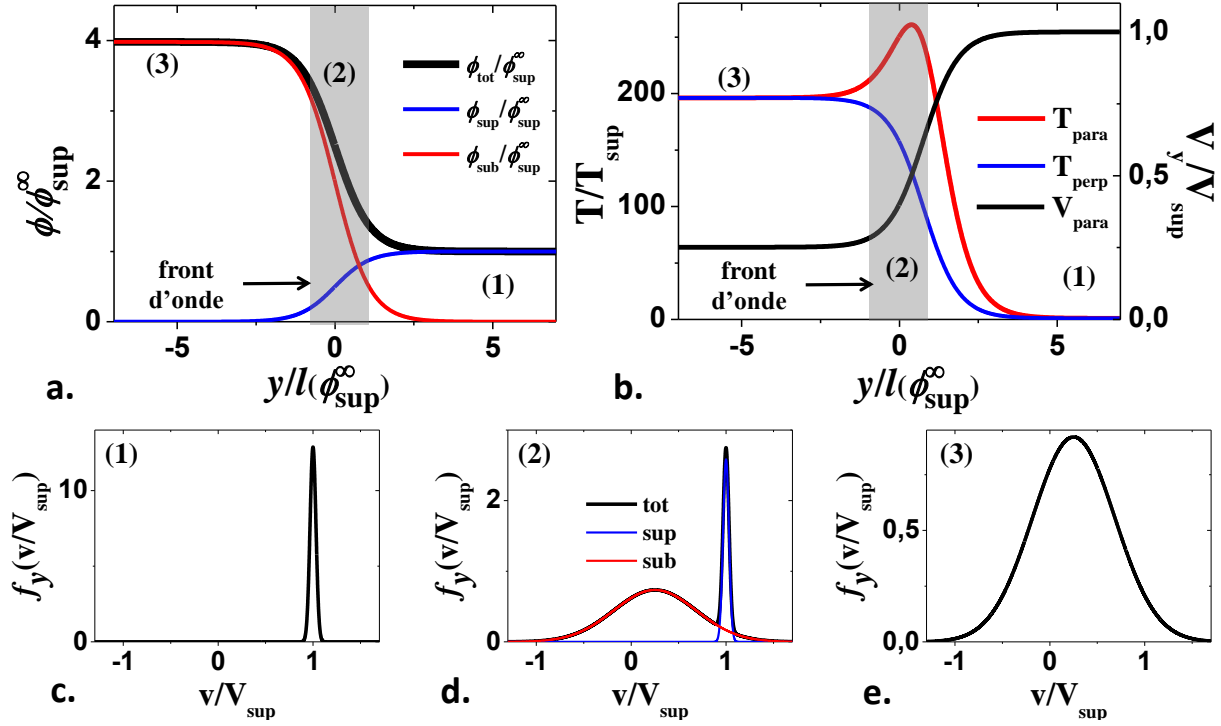 4
2
0
ϕ/ϕ∞sup
(3)
(2)
(1)
ϕtot/ϕ∞sup
ϕsup/ϕ∞sup
ϕsub/ϕ∞sup
front
d'onde
-5
0
5
y/l(ϕ∞sup)
a.
200
100
0
T/Tsup
(3)
(2)
(1)
Tpara
Tperp
Vpara
front
d'onde
1,0
0,5
0,0
Vy/Vsup
-5
0
5
y/l(ϕ∞sup)
b.
(1)
10
0
fy(v/Vsup)
-1
0
1
v/Vsup
c.
(2)
2
0
fy(v/Vsup)
tot
sup
sub
-1
0
1
v/Vsup
d.
(3)
0,5
0,0
fy(v/Vsup)
-1
0
1
v/Vsup
e.